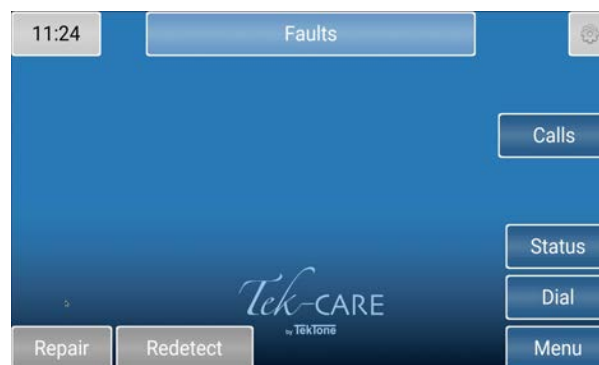 11:24
Faults
Calls
Status
Tek-CARE
by TekTone
Dial
Repair
Redetect
Menu